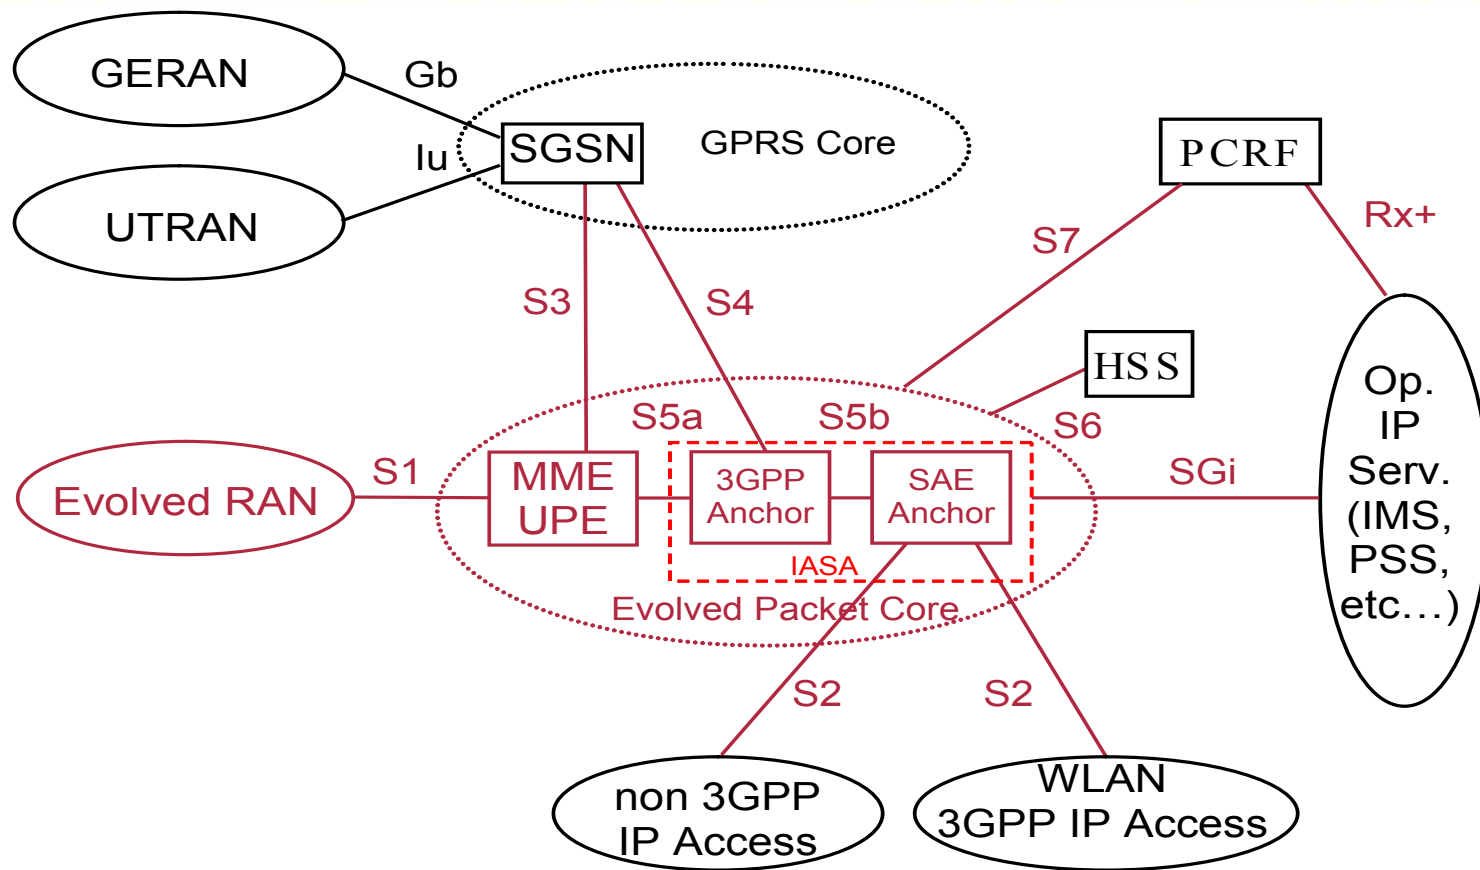 GERAN
Gb
SGSN
GPRS Core
PCRF
Iu
UTRAN
Rx+
S7
S3
S4
HSS
Op.
IP
Serv.
(IMS,
PSS,
etc…)
S5a
S5b
S6
Evolved RAN
S1
MME
UPE
3GPP
Anchor
SAE
Anchor
SGi
IASA
Evolved Packet Core
S2
S2
non 3GPP
IP Access
WLAN
3GPP IP Access